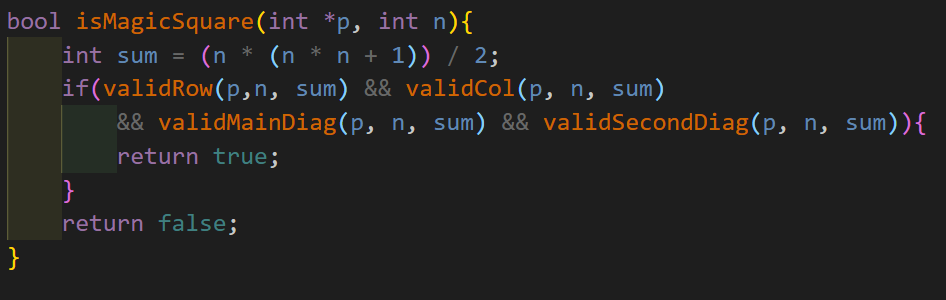 bool isMagicSquare(int *p, int n){
int sum = (n * (n * n + 1)) / 2;
if(validRow(p,n, sum) && validCol(p, n, sum)
&& validMainDiag(p, n, sum) && validSecondDiag(p, n, sum)){
return true;
}
return false;
}